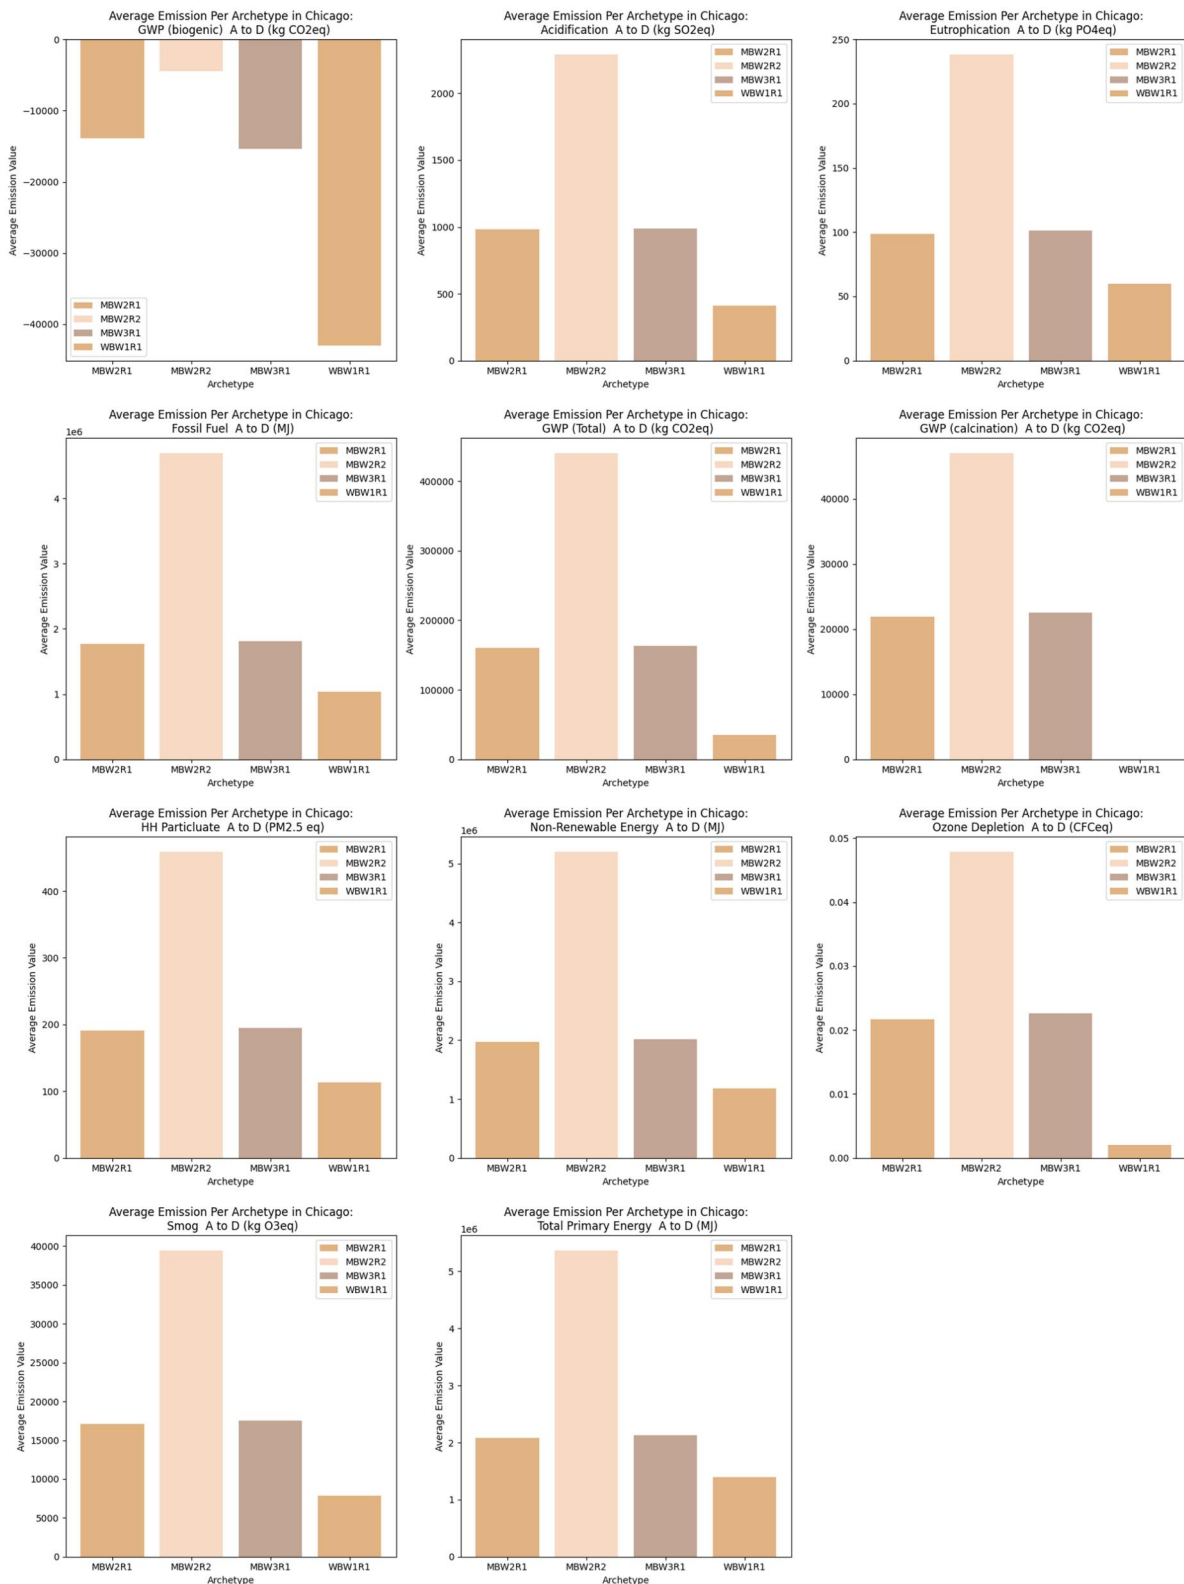 Average Emission Per Archetype in Chicago:
GWP (biogenic) A to D (kg CO2eq)
0
−10000
−20000
−30000
−40000
Average Emission Value
MBW2R1
MBW2R2
MBW3R1
WBW1R1
MBW2R1 MBW2R2 MBW3R1 WBW1R1
Archetype
Average Emission Per Archetype in Chicago:
Acidification A to D (kg SO2eq)
MBW2R1
MBW2R2
MBW3R1
WBW1R1
2000
1500
1000
500
0
Average Emission Value
MBW2R1 MBW2R2 MBW3R1 WBW1R1
Archetype
Average Emission Per Archetype in Chicago:
Eutrophication A to D (kg PO4eq)
MBW2R1
MBW2R2
MBW3R1
WBW1R1
250
200
150
100
50
0
Average Emission Value
MBW2R1 MBW2R2 MBW3R1 WBW1R1
Archetype
Average Emission Per Archetype in Chicago:
Fossil Fuel A to D (MJ)
1e6
MBW2R1
MBW2R2
MBW3R1
WBW1R1
4
3
2
1
0
Average Emission Value
MBW2R1 MBW2R2 MBW3R1 WBW1R1
Archetype
Average Emission Per Archetype in Chicago:
GWP (Total) A to D (kg CO2eq)
MBW2R1
MBW2R2
MBW3R1
WBW1R1
400000
300000
200000
100000
0
Average Emission Value
MBW2R1 MBW2R2 MBW3R1 WBW1R1
Archetype
Average Emission Per Archetype in Chicago:
GWP (calcination) A to D (kg CO2eq)
MBW2R1
MBW2R2
MBW3R1
WBW1R1
40000
30000
20000
10000
0
Average Emission Value
MBW2R1 MBW2R2 MBW3R1 WBW1R1
Archetype
Average Emission Per Archetype in Chicago:
HH Particluate A to D (PM2.5 eq)
MBW2R1
MBW2R2
MBW3R1
WBW1R1
400
300
200
100
0
Average Emission Value
MBW2R1 MBW2R2 MBW3R1 WBW1R1
Archetype
Average Emission Per Archetype in Chicago:
Non-Renewable Energy A to D (MJ)
1e6
MBW2R1
MBW2R2
MBW3R1
WBW1R1
5
4
3
2
1
0
Average Emission Value
MBW2R1 MBW2R2 MBW3R1 WBW1R1
Archetype
Average Emission Per Archetype in Chicago:
Ozone Depletion A to D (CFCeq)
MBW2R1
MBW2R2
MBW3R1
WBW1R1
0.05
0.04
0.03
0.02
0.01
0.00
Average Emission Value
MBW2R1 MBW2R2 MBW3R1 WBW1R1
Archetype
Average Emission Per Archetype in Chicago:
Smog A to D (kg O3eq)
MBW2R1
MBW2R2
MBW3R1
WBW1R1
40000
35000
30000
25000
20000
15000
10000
5000
0
Average Emission Value
MBW2R1 MBW2R2 MBW3R1 WBW1R1
Archetype
Average Emission Per Archetype in Chicago:
Total Primary Energy A to D (MJ)
1e6
MBW2R1
MBW2R2
MBW3R1
WBW1R1
5
4
3
2
1
0
Average Emission Value
MBW2R1 MBW2R2 MBW3R1 WBW1R1
Archetype